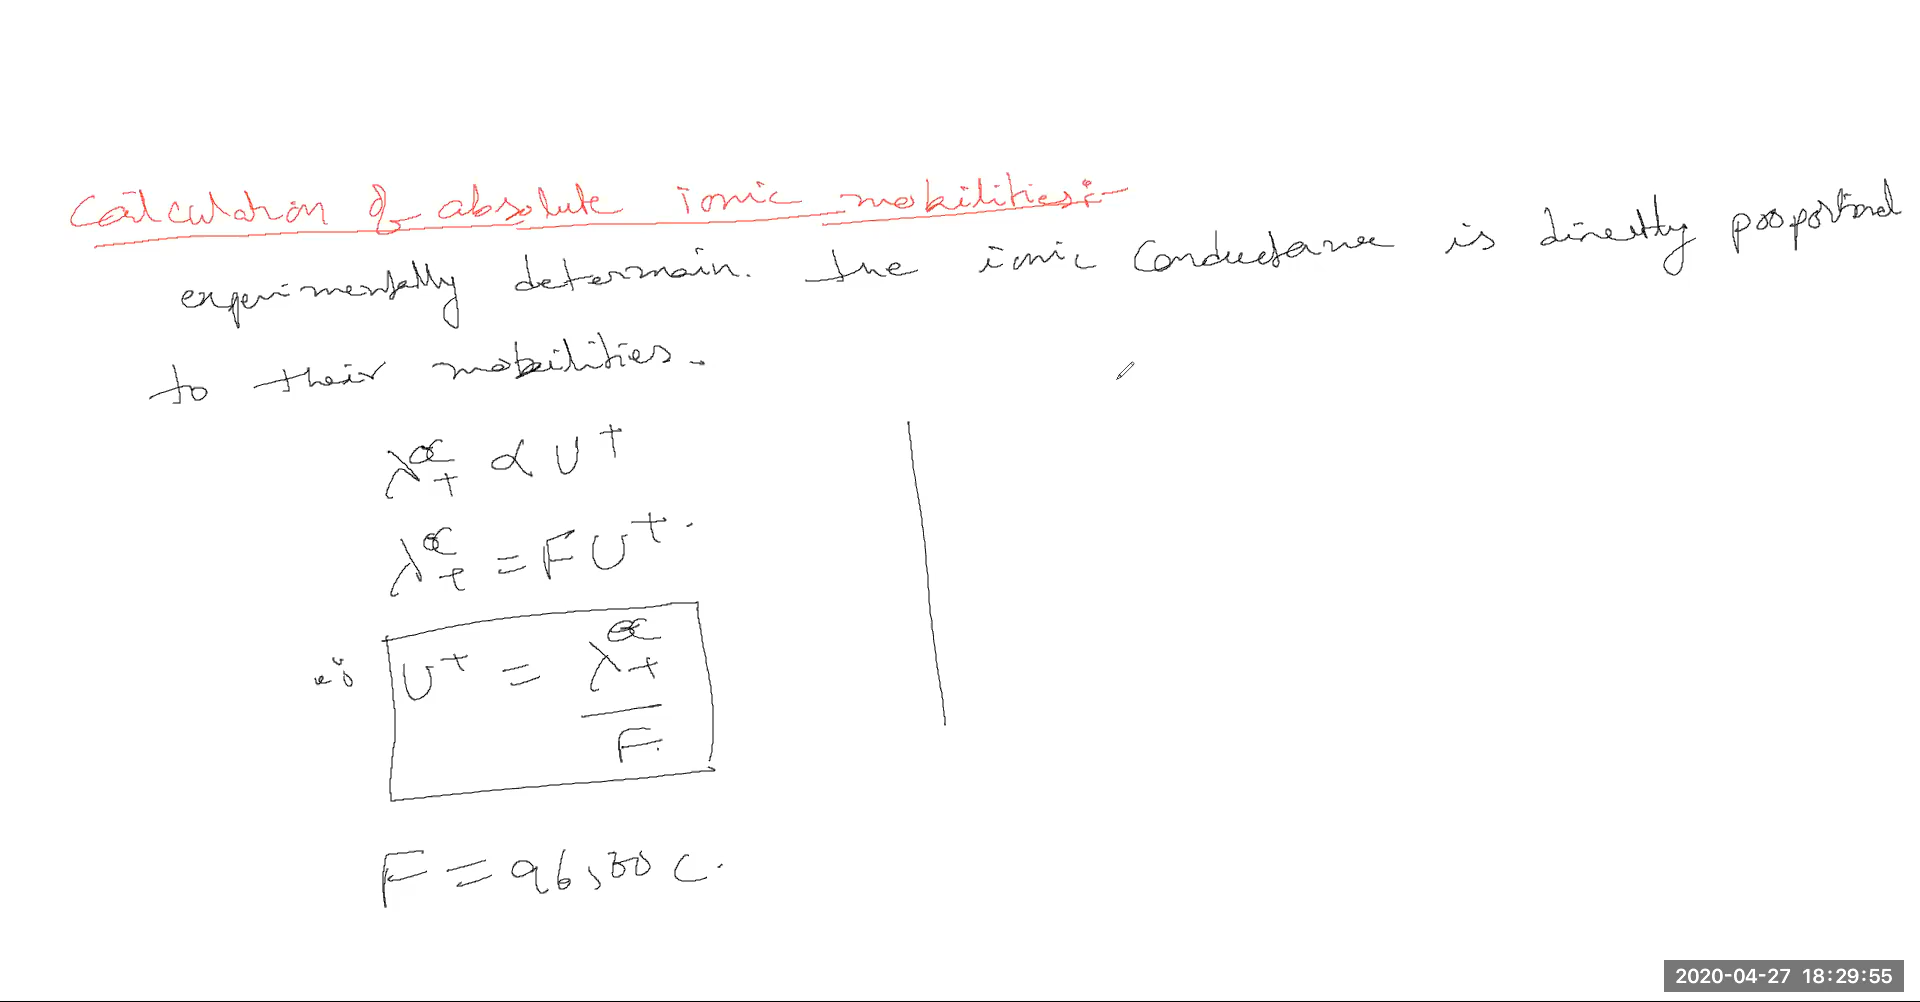 Calculation of absolute ionic mobilities:-
experimentally determain. the ionic conductance is directly proportional
to their mobilities.
λ₊^∝ ∝ U⁺
λ₊^∝ = F U⁺.
U⁺ = λ₊^∝ / F.
F = 96,500 C.
2020-04-27 18:29:55